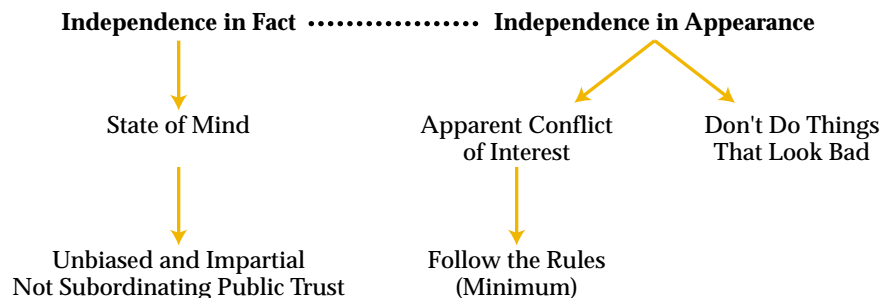 Independence in Fact
Independence in Appearance
State of Mind
Apparent Conflict
of Interest
Don't Do Things
That Look Bad
Unbiased and Impartial
Not Subordinating Public Trust
Follow the Rules
(Minimum)